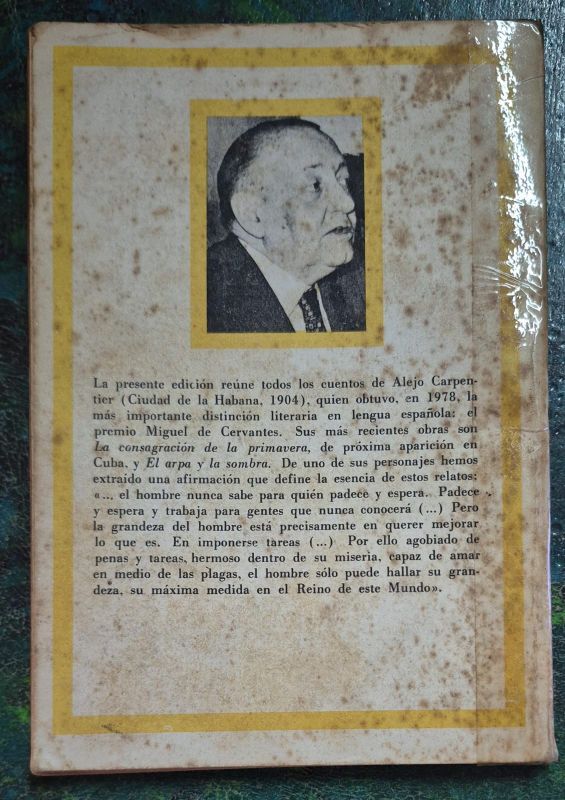 La presente edición reúne todos los cuentos de Alejo Carpen-
tier (Ciudad de la Habana, 1904), quien obtuvo, en 1978, la
más importante distinción literaria en lengua española: el
premio Miguel de Cervantes. Sus más recientes obras son
La consagración de la primavera, de próxima aparición en
Cuba, y El arpa y la sombra. De uno de sus personajes hemos
extraído una afirmación que define la esencia de estos relatos:
«... el hombre nunca sabe para quién padece y espera. Padece
y espera y trabaja para gentes que nunca conocerá (...) Pero
la grandeza del hombre está precisamente en querer mejorar
lo que es. En imponerse tareas (...) Por ello agobiado de
penas y tareas, hermoso dentro de su miseria, capaz de amar
en medio de las plagas, el hombre sólo puede hallar su gran-
deza, su máxima medida en el Reino de este Mundo».